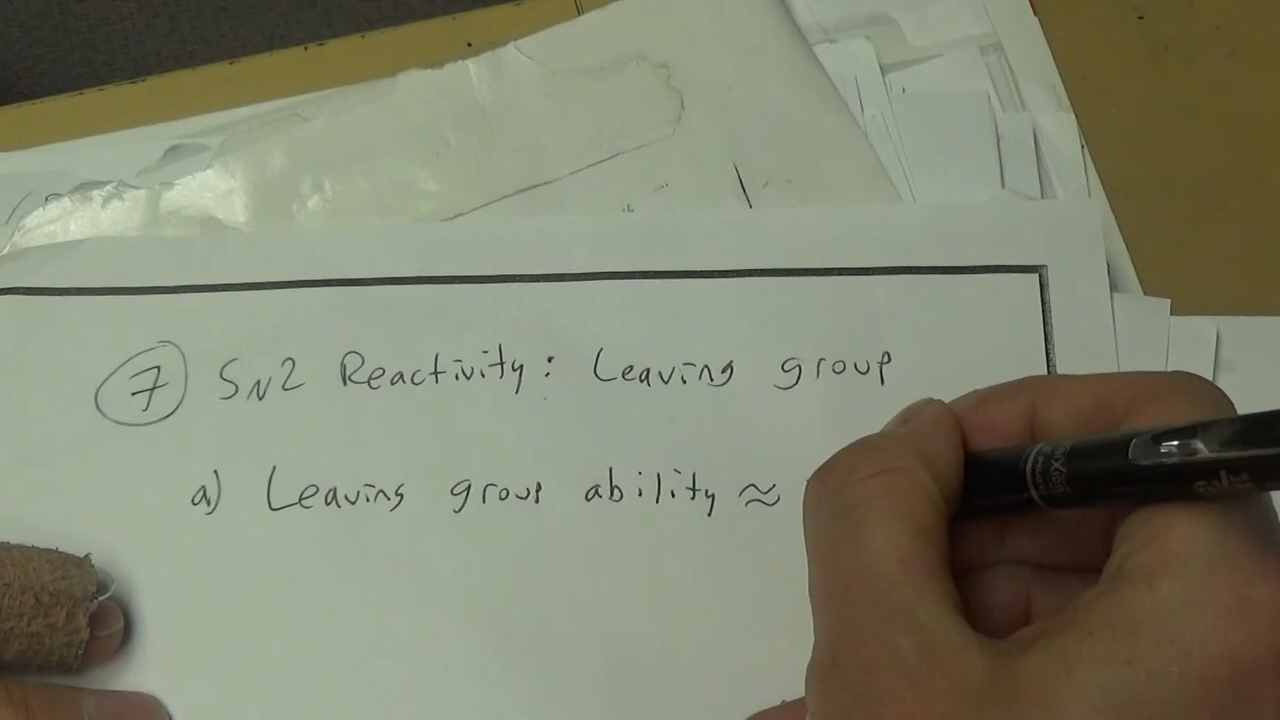 7 SN2 Reactivity: Leaving group
a) Leaving group ability ≈